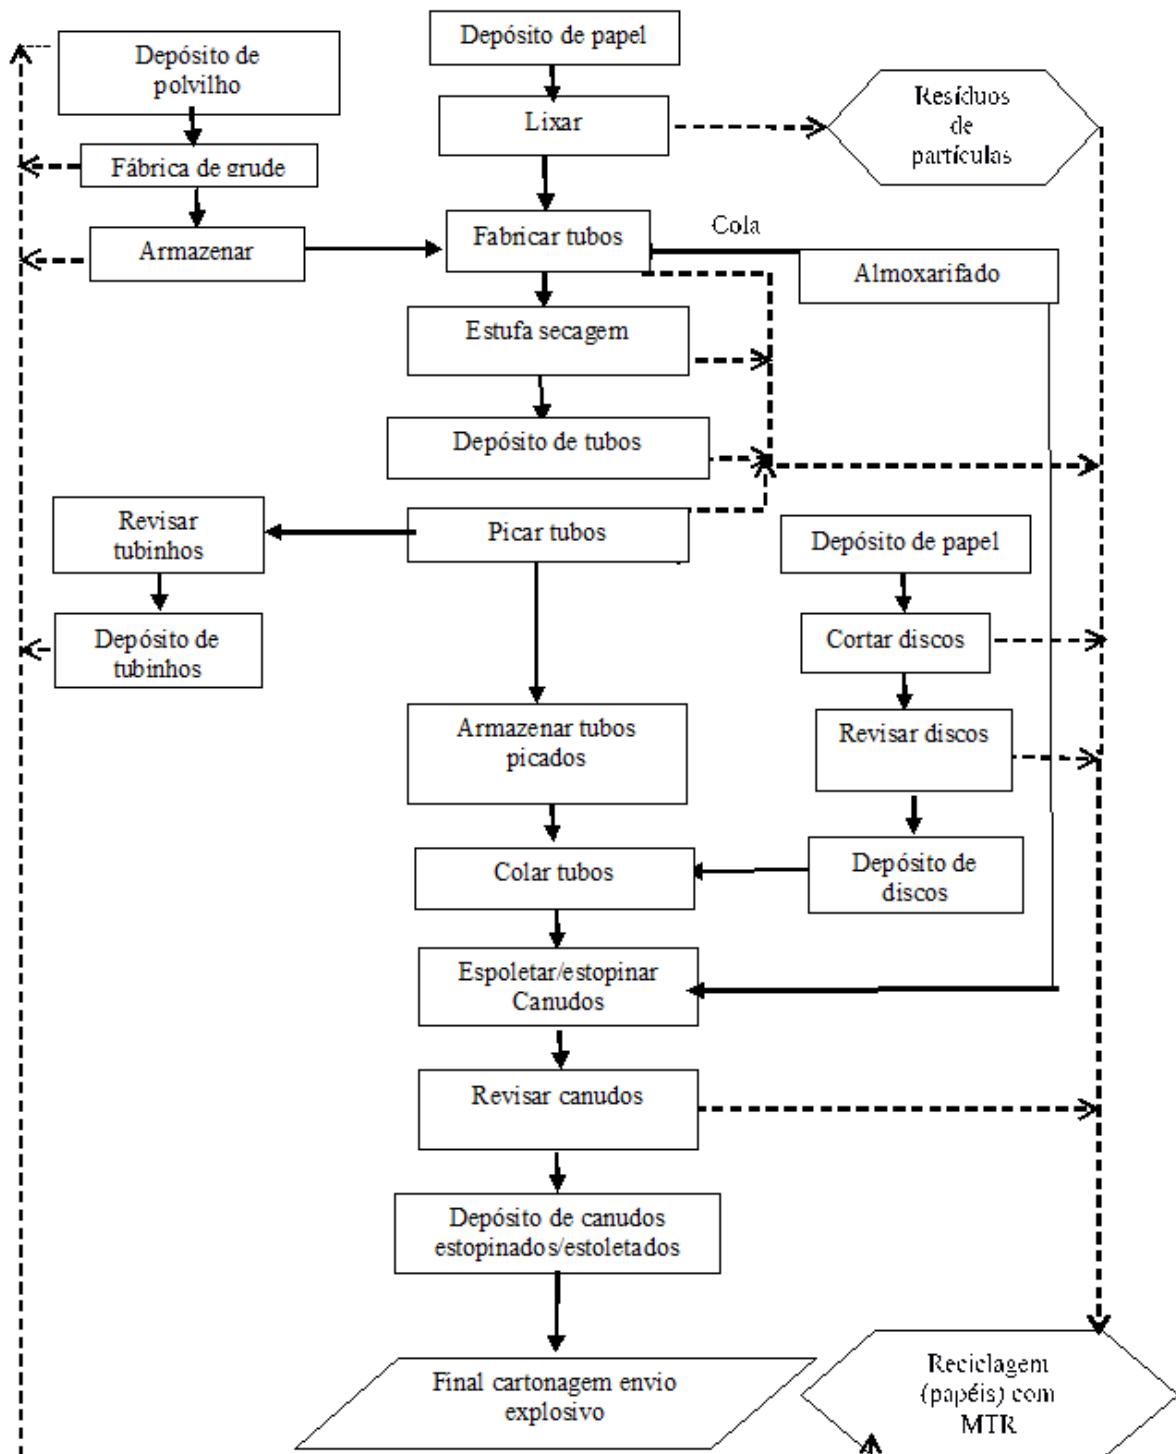 Depósito de papel
Depósito de
polvilho
Resíduos
de
partículas
Lixar
Fábrica de grude
Cola
Fabricar tubos
Armazenar
Almoxarifado
Estufa secagem
Depósito de tubos
Revisar
tubinhos
Picar tubos
Depósito de papel
Depósito de
tubinhos
Cortar discos
Armazenar tubos
picados
Revisar discos
Colar tubos
Depósito de
discos
Espoletar/estopinar
Canudos
Revisar canudos
Depósito de canudos
estopinados/estoletados
Final cartonagem envio
explosivo
Reciclagem
(papéis) com
MTR